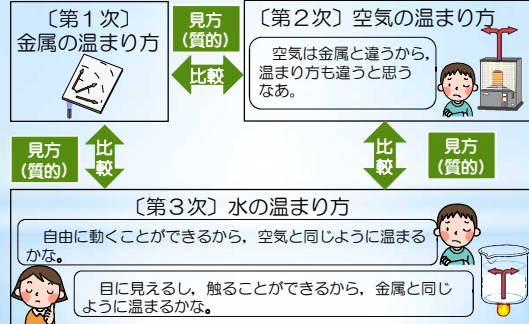 〔第1次〕
金属の温まり方
見方
(質的)
比較
〔第2次〕空気の温まり方
空気は金属と違うから,
温まり方も違うと思う
なあ。
見方
(質的)
比
較
比
較
見方
(質的)
〔第3次〕水の温まり方
自由に動くことができるから,空気と同じように温まる
かな。
目に見えるし,触ることができるから,金属と同じ
ように温まるかな。